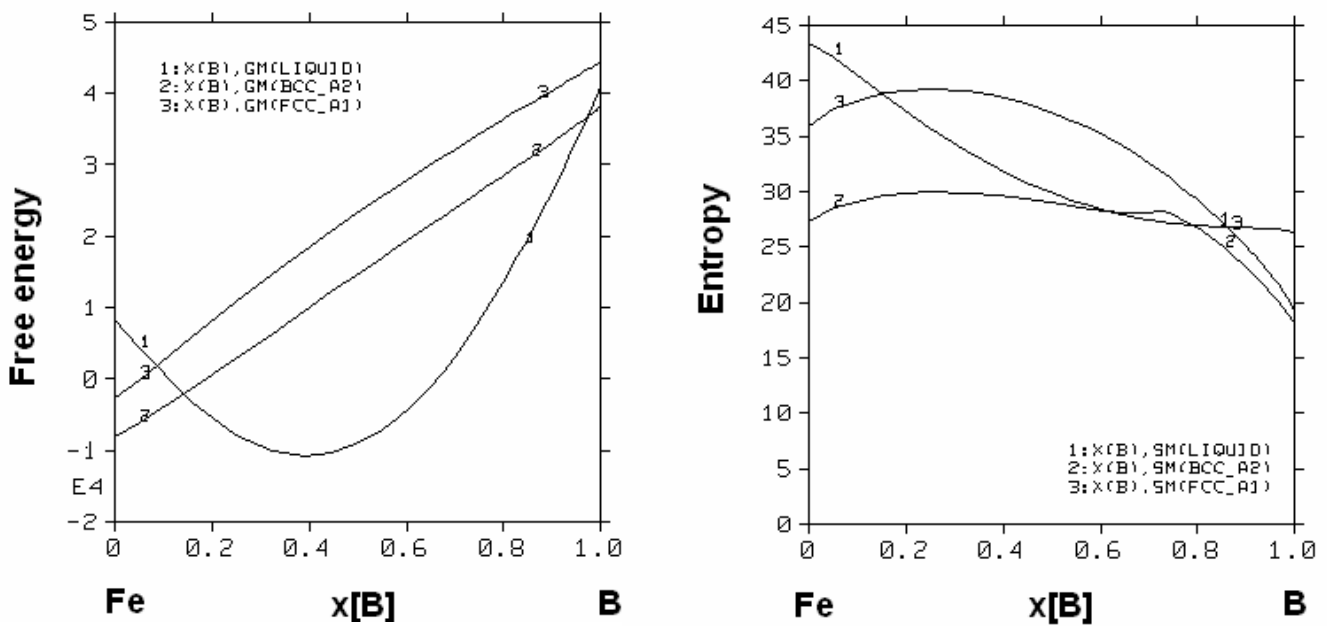 Free energy
5
4
3
2
1
0
-1
E4
-2
1:X(B),GM(LIQUID)
2:X(B),GM(BCC_A2)
3:X(B),GM(FCC_A1)
3
2
1
1
3
2
0 0.2 0.4 0.6 0.8 1.0
Fe x[B] B
Entropy
45
40
35
30
25
20
15
10
5
0
1
3
2
13
2
1:X(B),SM(LIQUID)
2:X(B),SM(BCC_A2)
3:X(B),SM(FCC_A1)
0 0.2 0.4 0.6 0.8 1.0
Fe x[B] B